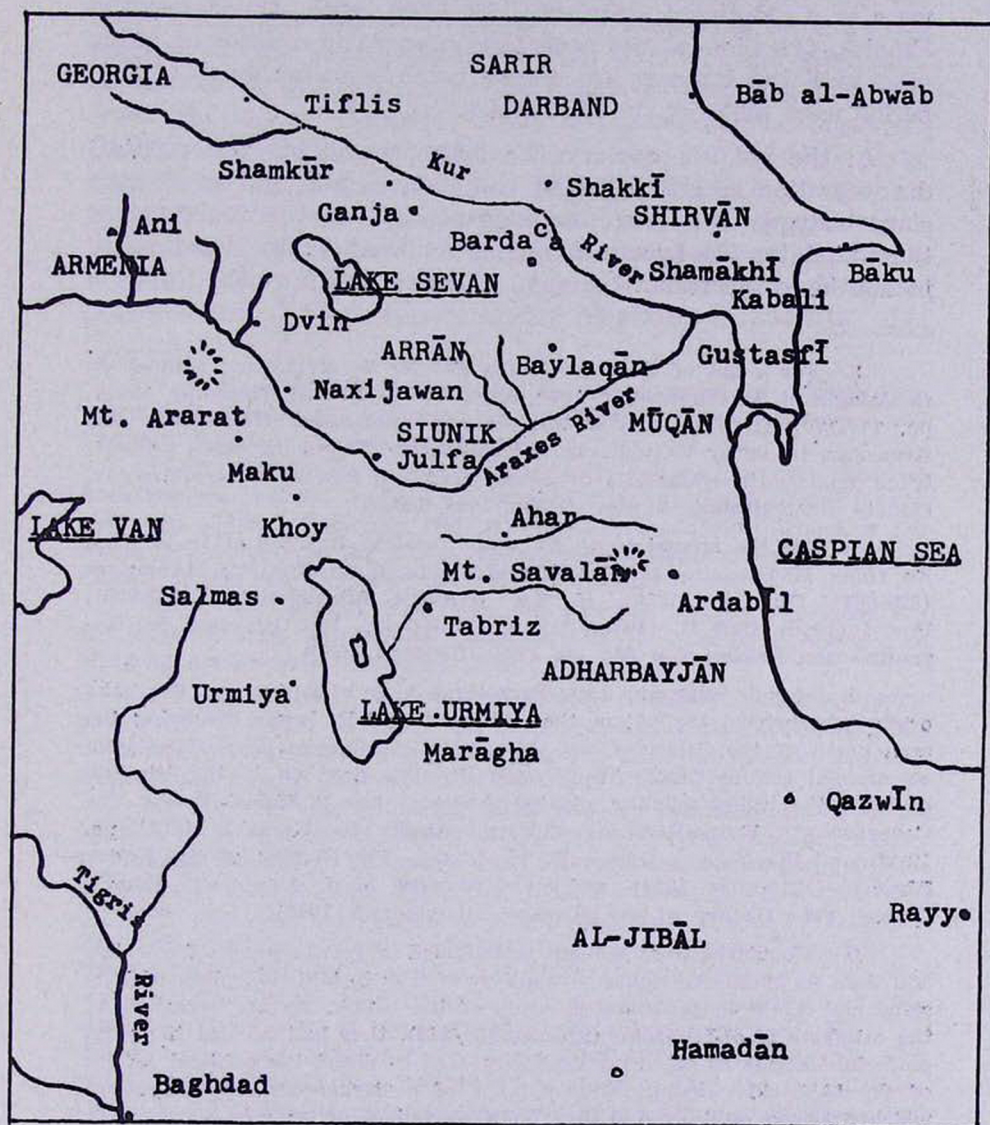 GEORGIA
SARIR
DARBAND
Bāb al-Abwāb
Tiflis
Kur
Shamkūr
Shakkī
Ganja
SHIRVĀN
Ani
Bardaᶜa
River
ARMENIA
LAKE SEVAN
Shamākhī
Bāku
Kabali
Dvin
ARRĀN
Baylaqān
Gustasfī
Naxijawan
Mt. Ararat
SIUNIK
MŪQĀN
Julfa
Araxes River
Maku
Ahar
LAKE VAN
Khoy
CASPIAN SEA
Mt. Savalān
Salmas
Ardabīl
Tabriz
ADHARBAYJĀN
Urmiya
LAKE URMIYA
Marāgha
Qazwīn
Tigris
River
Rayy
AL-JIBĀL
Hamadān
Baghdad